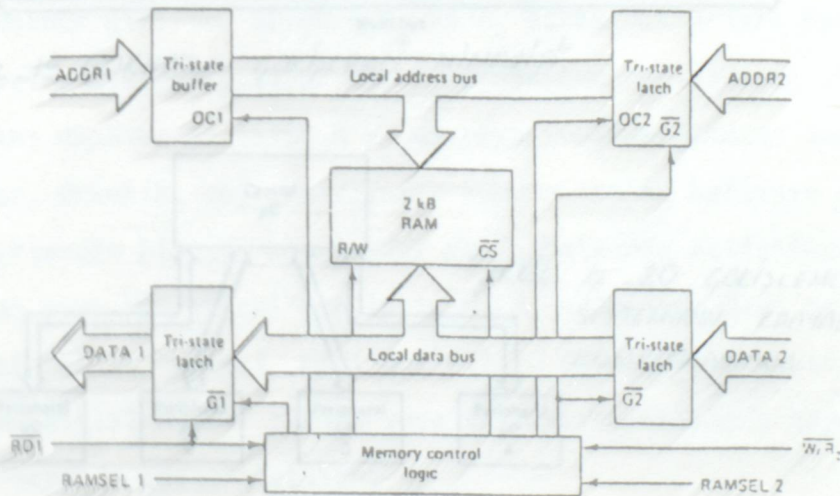 ADDR1
Tri-state
buffer
OC1
Local address bus
Tri-state
latch
OC2
G2
ADDR2
2 kB
RAM
R/W
CS
DATA 1
Tri-state
latch
G1
Local data bus
Tri-state
latch
G2
DATA 2
RD1
RAMSEL 1
Memory control
logic
RAMSEL 2